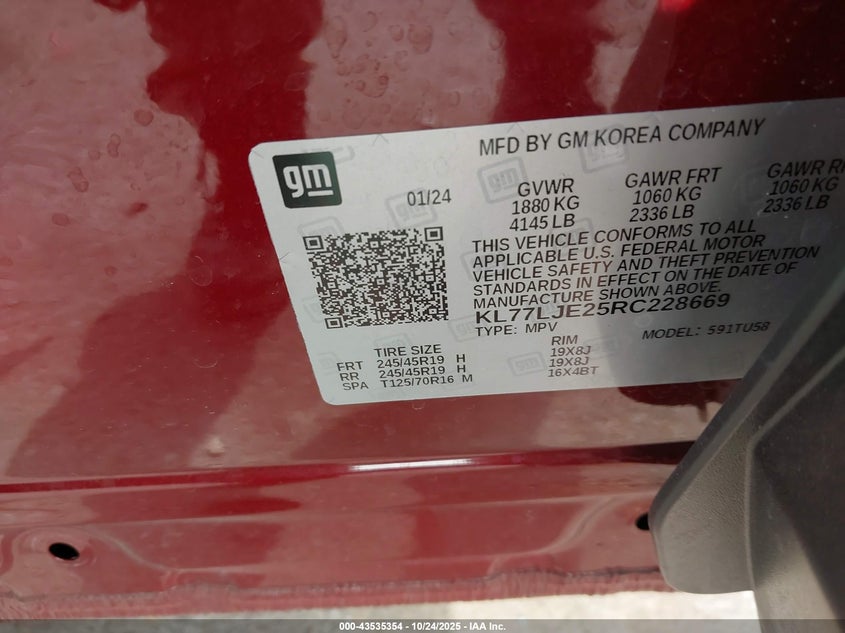 MFD BY GM KOREA COMPANY
gm
01/24
GVWR GAWR FRT GAWR
1880 KG 1060 KG 1060 KG
4145 LB 2336 LB 2336 LB
THIS VEHICLE CONFORMS TO ALL
APPLICABLE U.S. FEDERAL MOTOR
VEHICLE SAFETY AND THEFT PREVENTION
STANDARDS IN EFFECT ON THE DATE OF
MANUFACTURE SHOWN ABOVE.
KL77LJE25RC228669
TYPE: MPV MODEL: 591TU58
TIRE SIZE RIM
FRT 245/45R19 H 19X8J
RR 245/45R19 H 19X8J
SPA T125/70R16 M 16X4BT
000-43535354 - 10/24/2025 - IAA Inc.